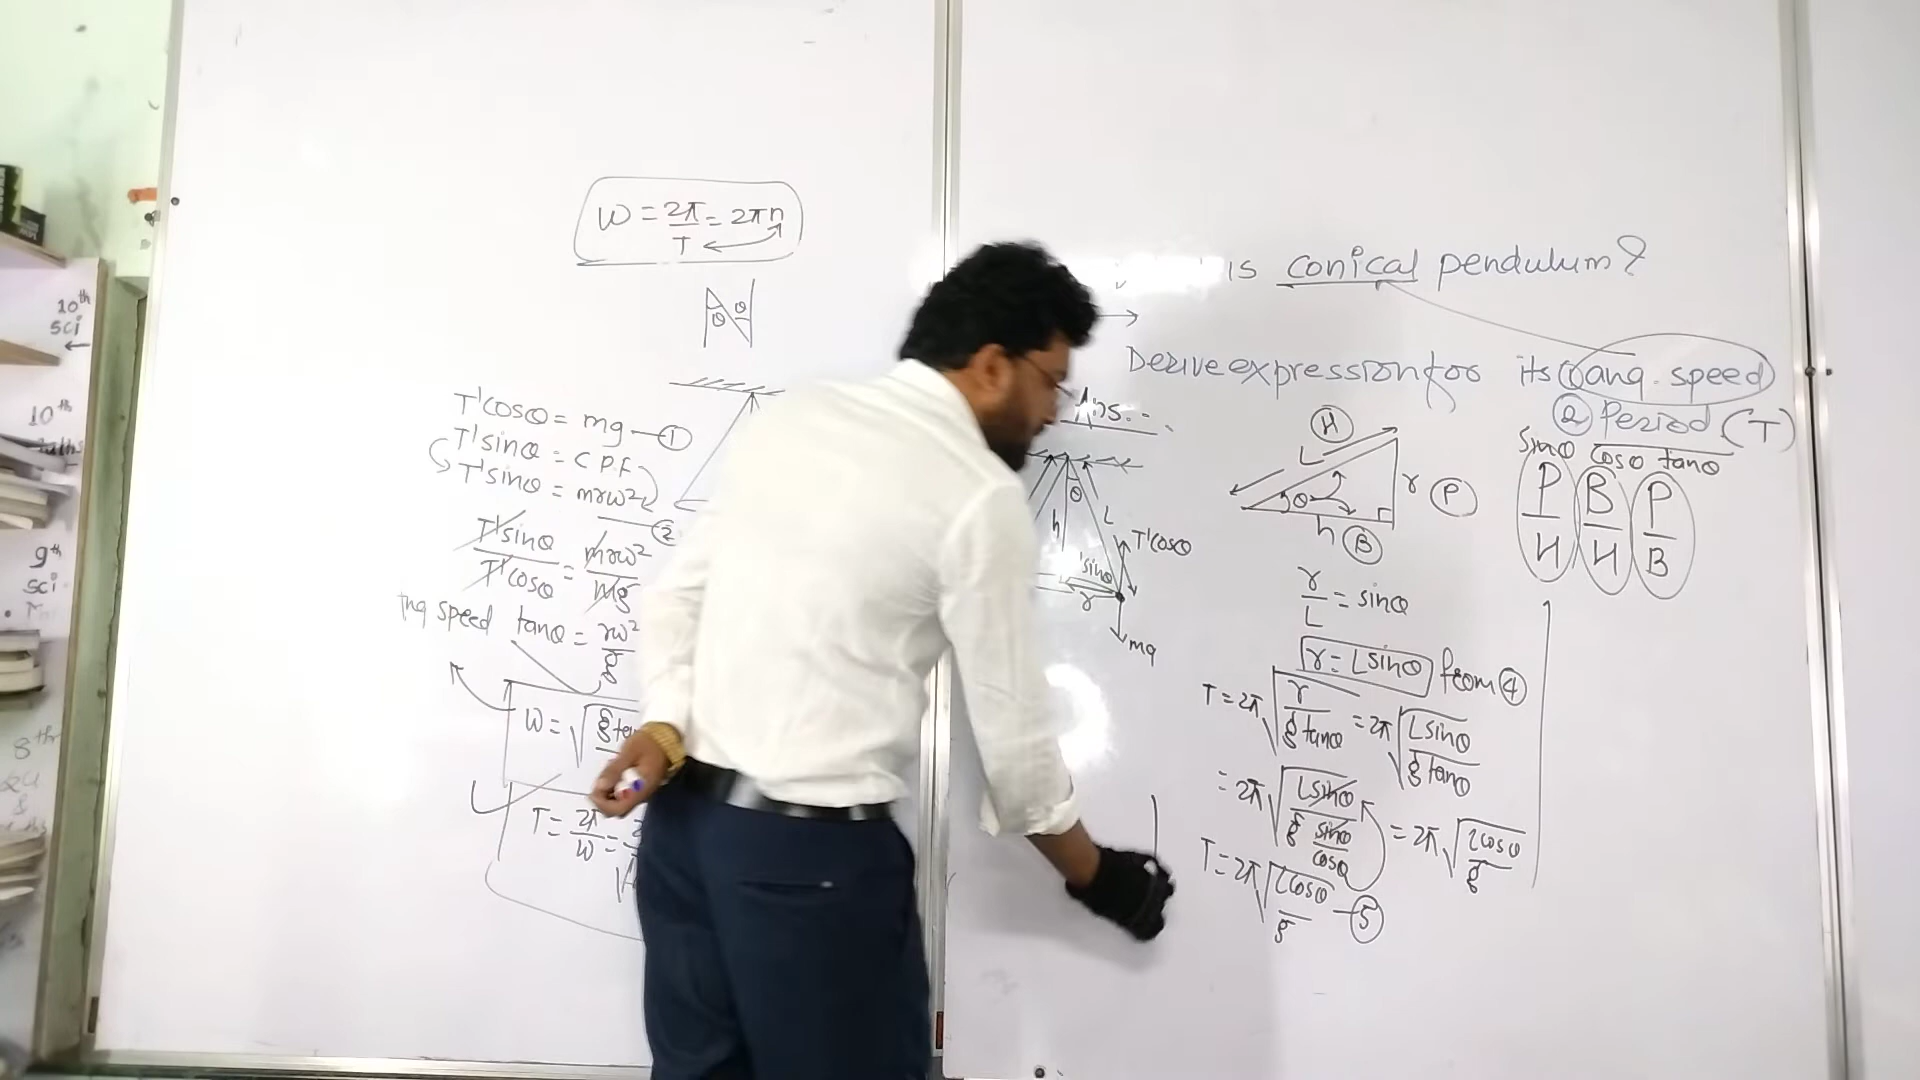 10th
sci
←
10th
9th
sci
8th
W = 2π/T = 2πn
θ θ
T'cosθ = mg — ①
T'sinθ = C P.F
T'sinθ = mrω² — ②
T'sinθ/T'cosθ = mrω²/mg
speed tanθ = rω²/g
W = √g
T = 2π/W =
is conical pendulum?
Derive expression for its ① ang. speed
② Period (T)
Ans. -
θ
h
L
T'cosθ
sinθ
r
mg
H
L
θ
r P
h B
sinθ cosθ tanθ
P/H B/H P/B
r/L = sinθ
r = Lsinθ from ④
T = 2π √r/g tanθ = 2π √Lsinθ/g tanθ
= 2π √Lsinθ/g sinθ/cosθ = 2π √lcosθ/g
T = 2π √lcosθ/g — ⑤